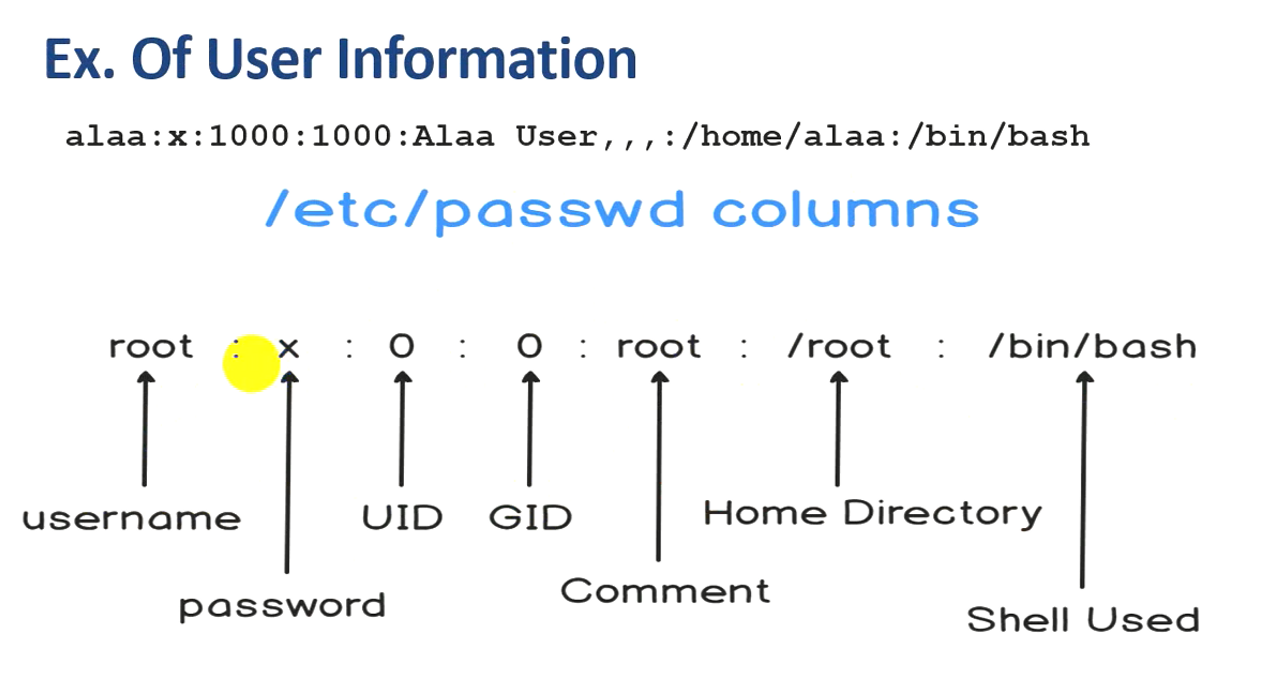 Ex. Of User Information
alaa:x:1000:1000:Alaa User,,,:/home/alaa:/bin/bash
/etc/passwd columns
root : x : 0 : 0 : root : /root : /bin/bash
username
UID
GID
Home Directory
password
Comment
Shell Used